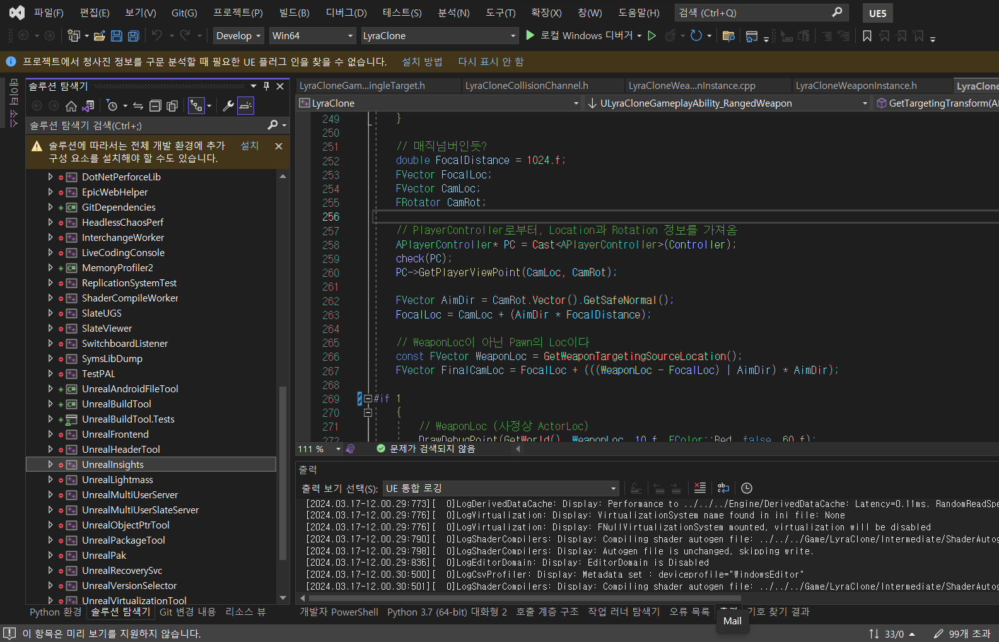 파일(F) 편집(E) 보기(V) Git(G) 프로젝트(P) 빌드(B) 디버그(D) 테스트(S) 분석(N) 도구(T) 확장(X) 창(W) 도움말(H) 검색 (Ctrl+Q) UE5
Develop Win64 LyraClone 로컬 Windows 디버거
프로젝트에서 청사진 정보를 구문 분석할 때 필요한 UE 플러그 인을 찾을 수 없습니다. 설치 방법 다시 표시 안 함
데이터 소스
솔루션 탐색기
솔루션 탐색기 검색(Ctrl+;)
솔루션에 따라서는 전체 개발 환경에 추가 설치
구성 요소를 설치해야 할 수도 있습니다.
DotNetPerforceLib
EpicWebHelper
GitDependencies
HeadlessChaosPerf
InterchangeWorker
LiveCodingConsole
MemoryProfiler2
ReplicationSystemTest
ShaderCompileWorker
SlateUGS
SlateViewer
SwitchboardListener
SymsLibDump
TestPAL
UnrealAndroidFileTool
UnrealBuildTool
UnrealBuildTool.Tests
UnrealFrontend
UnrealHeaderTool
UnrealInsights
UnrealLightmass
UnrealMultiUserServer
UnrealMultiUserSlateServer
UnrealObjectPtrTool
UnrealPackageTool
UnrealPak
UnrealRecoverySvc
UnrealVersionSelector
UnrealVirtualizationTool
Python 환경 솔루션 탐색기 Git 변경 내용 리소스 뷰
LyraCloneGam...ingleTarget.h LyraCloneCollisionChannel.h LyraCloneWea...nInstance.cpp LyraCloneWeaponInstance.h LyraClone
LyraClone ULyraCloneGameplayAbility_RangedWeapon GetTargetingTransform(A
249 }
250
251 // 매직넘버인듯?
252 double FocalDistance = 1024.f;
253 FVector FocalLoc;
254 FVector CamLoc;
255 FRotator CamRot;
256
257 // PlayerController로부터, Location과 Rotation 정보를 가져옴
258 APlayerController* PC = Cast<APlayerController>(Controller);
259 check(PC);
260 PC->GetPlayerViewPoint(CamLoc, CamRot);
261
262 FVector AimDir = CamRot.Vector().GetSafeNormal();
263 FocalLoc = CamLoc + (AimDir * FocalDistance);
264
265 // WeaponLoc이 아닌 Pawn의 Loc이다
266 const FVector WeaponLoc = GetWeaponTargetingSourceLocation();
267 FVector FinalCamLoc = FocalLoc + (((WeaponLoc - FocalLoc) | AimDir) * AimDir);
268
269 #if 1
270 {
271 // WeaponLoc (사정상 ActorLoc)
272 DrawDebugPoint(GetWorld(), WeaponLoc, 10.f, FColor::Red, false, 60.f);
111 % 문제가 검색되지 않음
출력
출력 보기 선택(S): UE 통합 로깅
[2024.03.17-12.00.29:773][ 0]LogDerivedDataCache: Display: Performance to ../../../Engine/DerivedDataCache: Latency=0.11ms. RandomReadSpe
[2024.03.17-12.00.29:776][ 0]LogVirtualization: Display: VirtualizationSystem name found in ini file: None
[2024.03.17-12.00.29:776][ 0]LogVirtualization: Display: FNullVirtualizationSystem mounted, virtualization will be disabled
[2024.03.17-12.00.29:790][ 0]LogShaderCompilers: Display: Compiling shader autogen file: ../../../Game/LyraClone/Intermediate/ShaderAutog
[2024.03.17-12.00.29:798][ 0]LogShaderCompilers: Display: Autogen file is unchanged, skipping write.
[2024.03.17-12.00.29:836][ 0]LogEditorDomain: Display: EditorDomain is Disabled
[2024.03.17-12.00.30:500][ 0]LogCsvProfiler: Display: Metadata set : deviceprofile="WindowsEditor"
[2024.03.17-12.00.30:501][ 0]LogShaderCompilers: Display: Compiling shader autogen file: ../../../Game/LyraClone/Intermediate/ShaderAutog
개발자 PowerShell Python 3.7 (64-bit) 대화형 2 호출 계층 구조 작업 러너 탐색기 오류 목록 출력 기호 찾기 결과
Mail
이 항목은 미리 보기를 지원하지 않습니다. 33/0 99개 초과